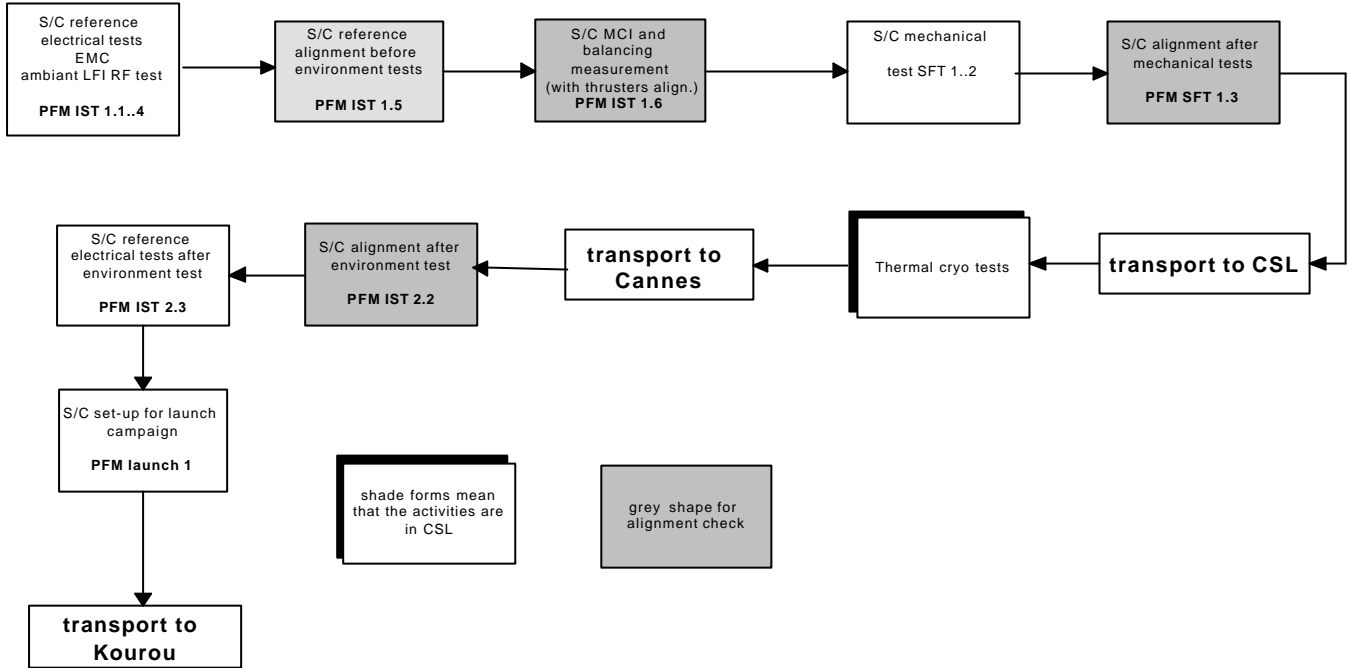 S/C reference
electrical tests
EMC
ambiant LFI RF test
PFM IST 1.1..4
S/C reference
alignment before
environment tests
PFM IST 1.5
S/C MCI and
balancing
measurement
(with thrusters align.)
PFM IST 1.6
S/C mechanical
test SFT 1..2
S/C alignment after
mechanical tests
PFM SFT 1.3
transport to CSL
Thermal cryo tests
transport to
Cannes
S/C alignment after
environment test
PFM IST 2.2
S/C reference
electrical tests after
environment test
PFM IST 2.3
S/C set-up for launch
campaign
PFM launch 1
transport to
Kourou
shade forms mean
that the activities are
in CSL
grey shape for
alignment check